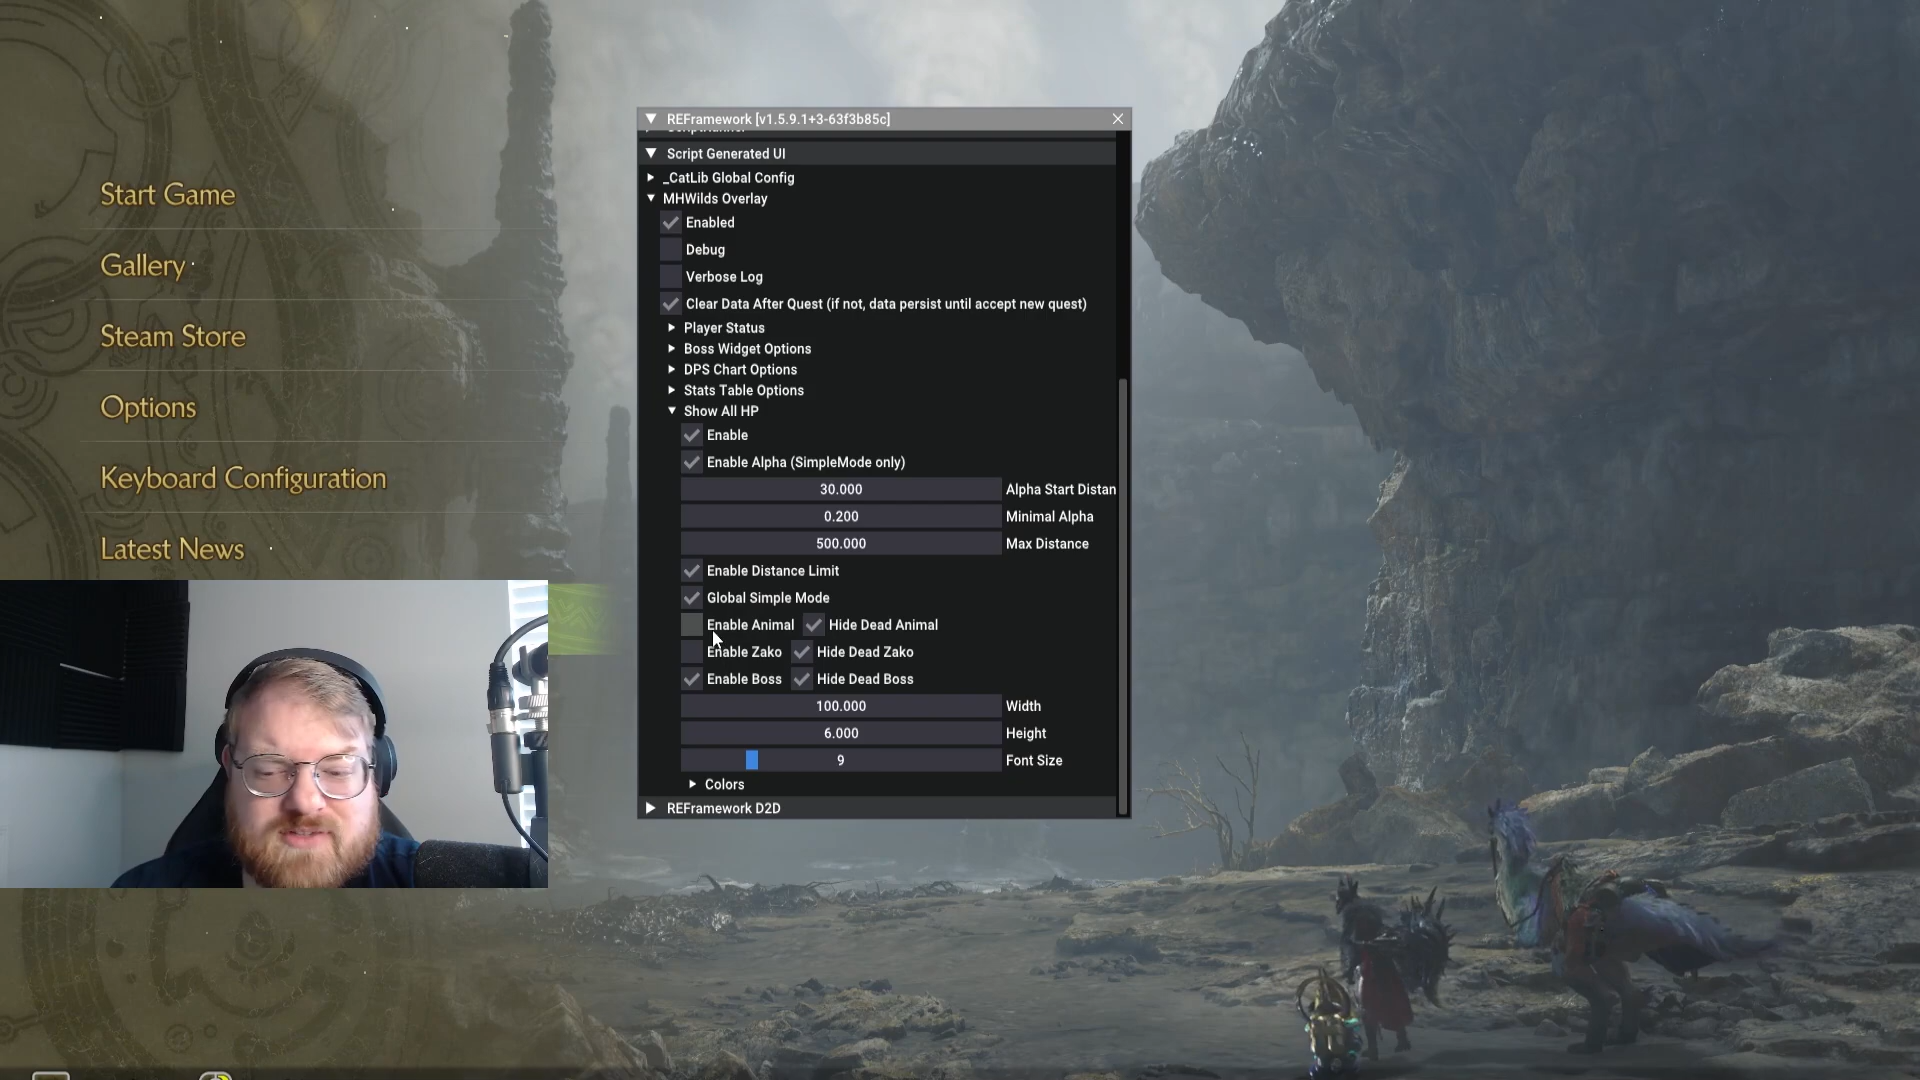 REFramework [v1.5.9.1+3-63f3b85c]
ScriptRunner
Script Generated UI
_CatLib Global Config
MHWilds Overlay
Enabled
Debug
Verbose Log
Clear Data After Quest (if not, data persist until accept new quest)
Player Status
Boss Widget Options
DPS Chart Options
Stats Table Options
Show All HP
Enable
Enable Alpha (SimpleMode only)
30.000 Alpha Start Distan
0.200 Minimal Alpha
500.000 Max Distance
Enable Distance Limit
Global Simple Mode
Enable Animal Hide Dead Animal
Enable Zako Hide Dead Zako
Enable Boss Hide Dead Boss
100.000 Width
6.000 Height
9 Font Size
Colors
REFramework D2D
Start Game
Gallery
Steam Store
Options
Keyboard Configuration
Latest News